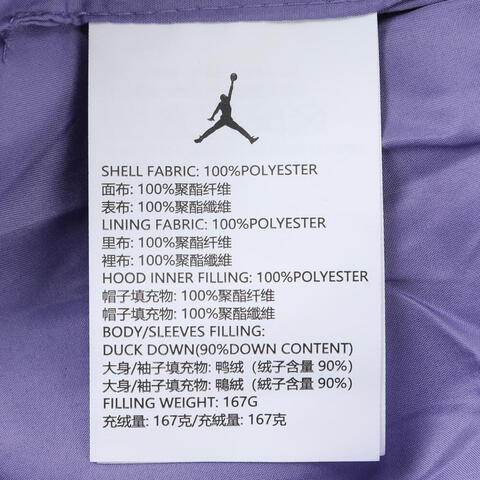 SHELL FABRIC: 100%POLYESTER
面布: 100%聚酯纤维
表布: 100%聚酯纖維
LINING FABRIC: 100%POLYESTER
里布: 100%聚酯纤维
裡布: 100%聚酯纖維
HOOD INNER FILLING: 100%POLYESTER
帽子填充物: 100%聚酯纤维
帽子填充物: 100%聚酯纖維
BODY/SLEEVES FILLING:
DUCK DOWN(90%DOWN CONTENT)
大身/袖子填充物: 鸭绒（绒子含量 90%）
大身/袖子填充物: 鴨絨（絨子含量 90%）
FILLING WEIGHT: 167G
充绒量: 167克/充絨量: 167克